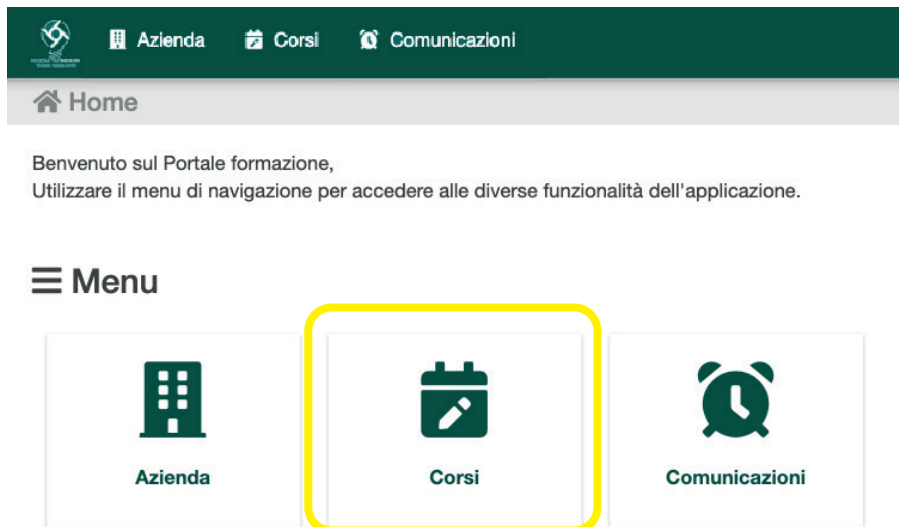 Azienda Corsi Comunicazioni
Home
Benvenuto sul Portale formazione,
Utilizzare il menu di navigazione per accedere alle diverse funzionalità dell'applicazione.
Menu
Azienda Corsi Comunicazioni